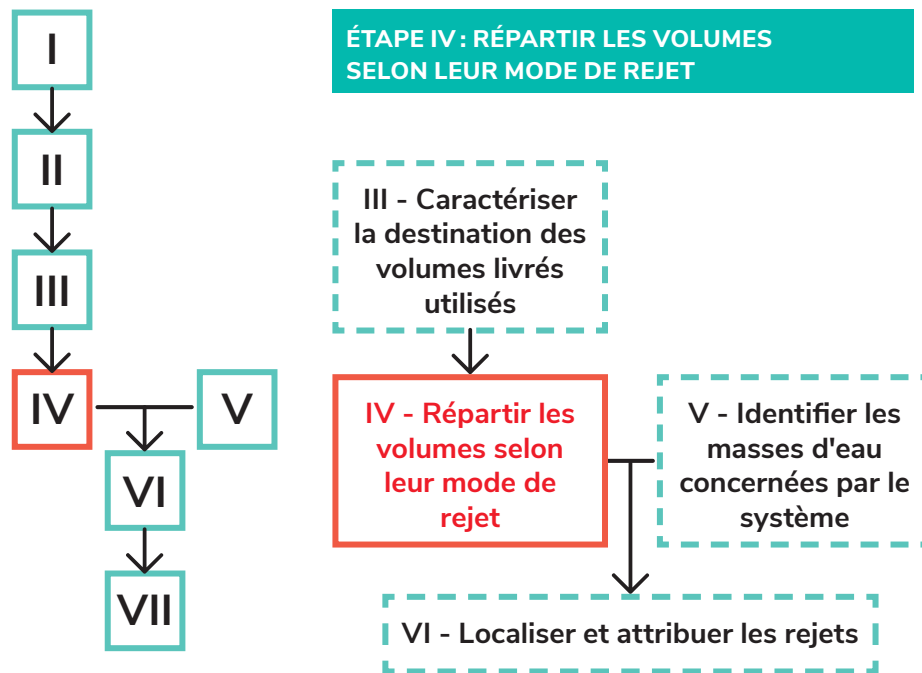 I
II
III
IV
V
VI
VII
ÉTAPE IV : RÉPARTIR LES VOLUMES
SELON LEUR MODE DE REJET
III - Caractériser
la destination des
volumes livrés
utilisés
IV - Répartir les
volumes selon
leur mode de
rejet
V - Identifier les
masses d'eau
concernées par le
système
VI - Localiser et attribuer les rejets